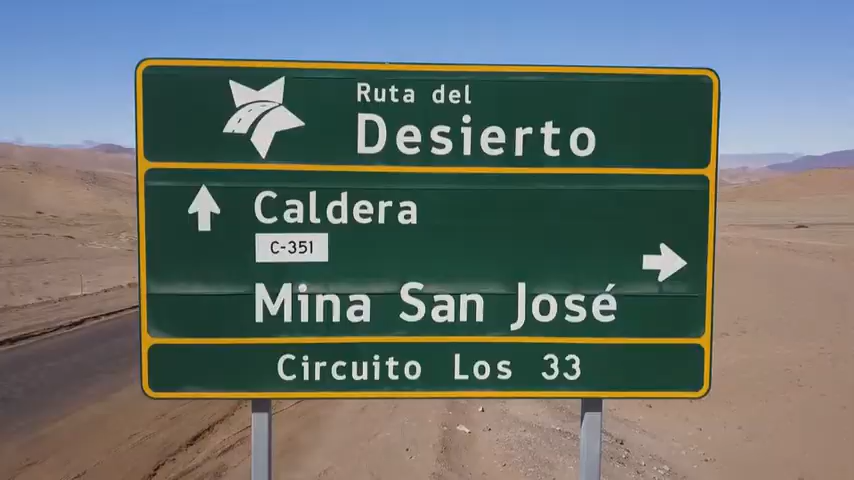 Ruta del
Desierto
Caldera
C-351
Mina San José
Circuito Los 33